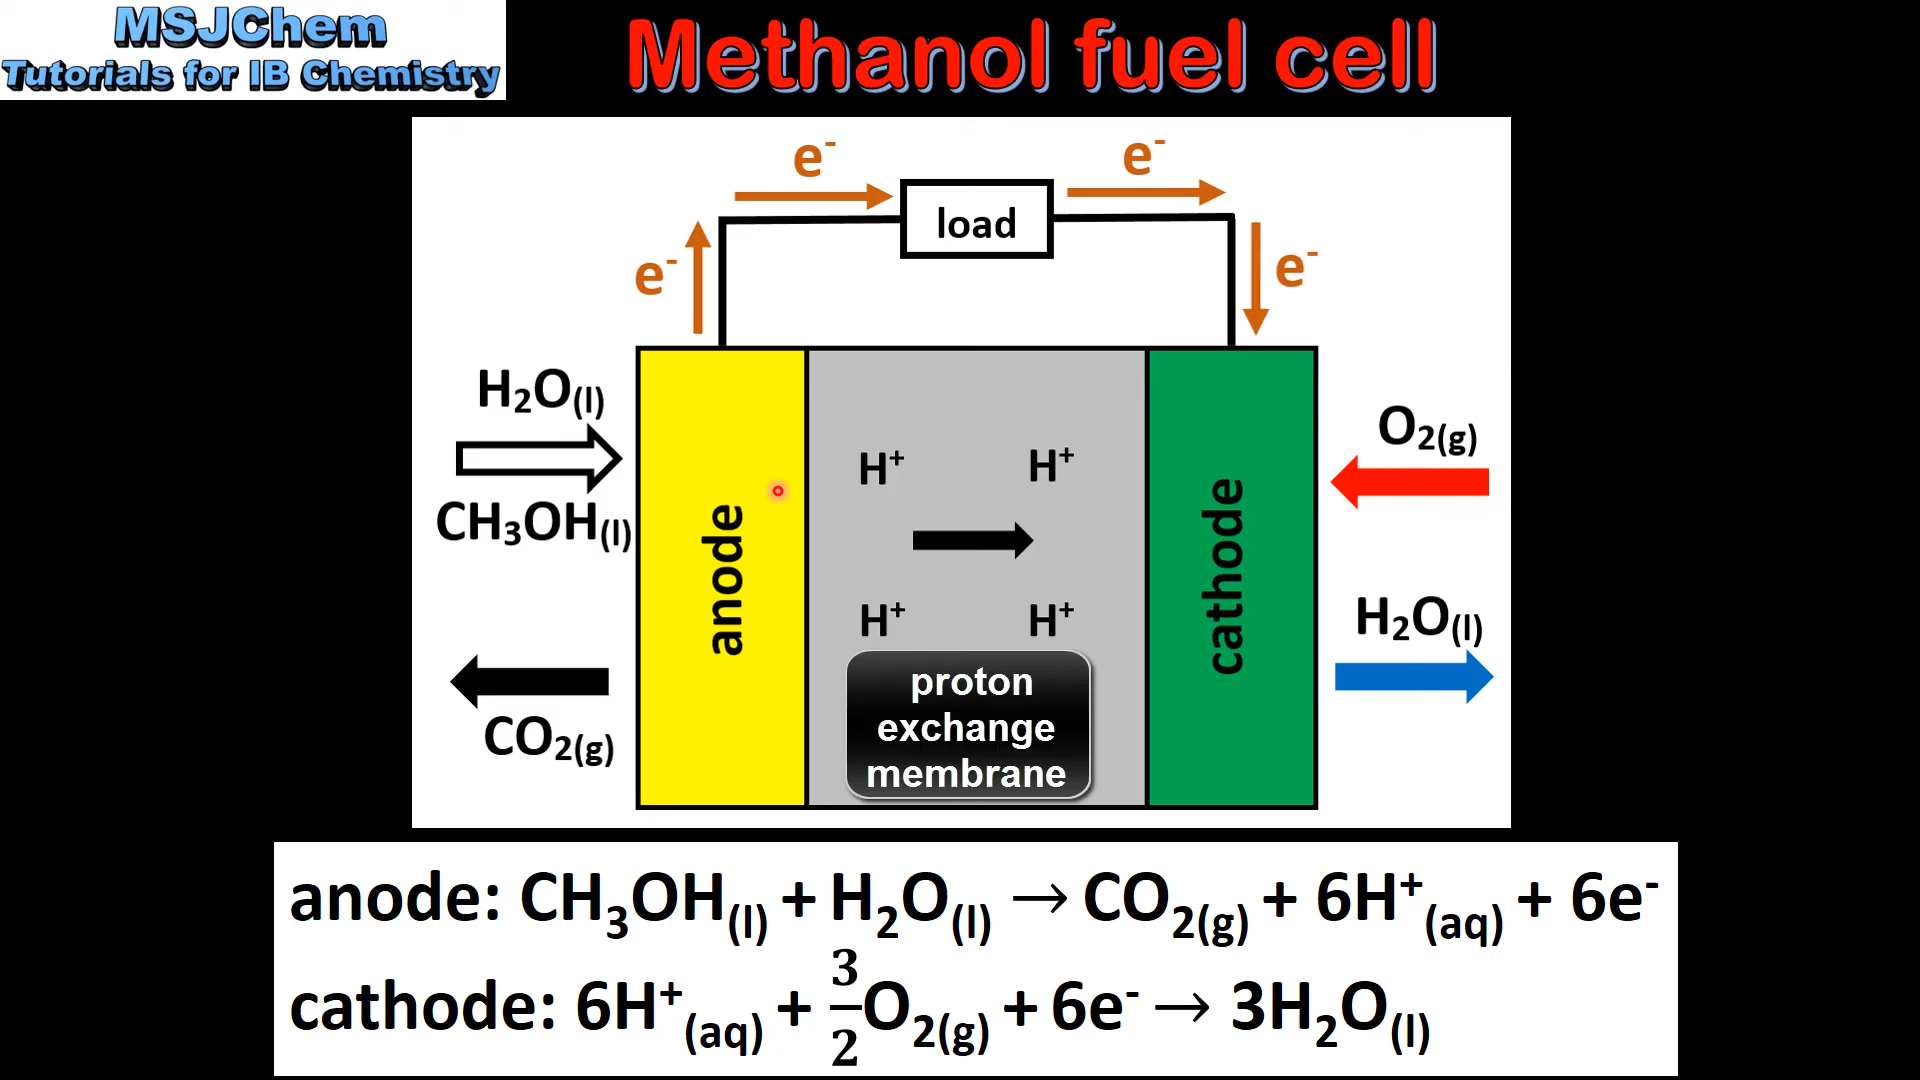 MSJChem
Tutorials for IB Chemistry
Methanol fuel cell
e⁻
e⁻
load
e⁻
e⁻
H₂O(l)
CH₃OH(l)
CO₂(g)
anode
H⁺ H⁺
H⁺ H⁺
proton
exchange
membrane
cathode
O₂(g)
H₂O(l)
anode: CH₃OH(l) + H₂O(l) → CO₂(g) + 6H⁺(aq) + 6e⁻
cathode: 6H⁺(aq) + 3/2O₂(g) + 6e⁻ → 3H₂O(l)